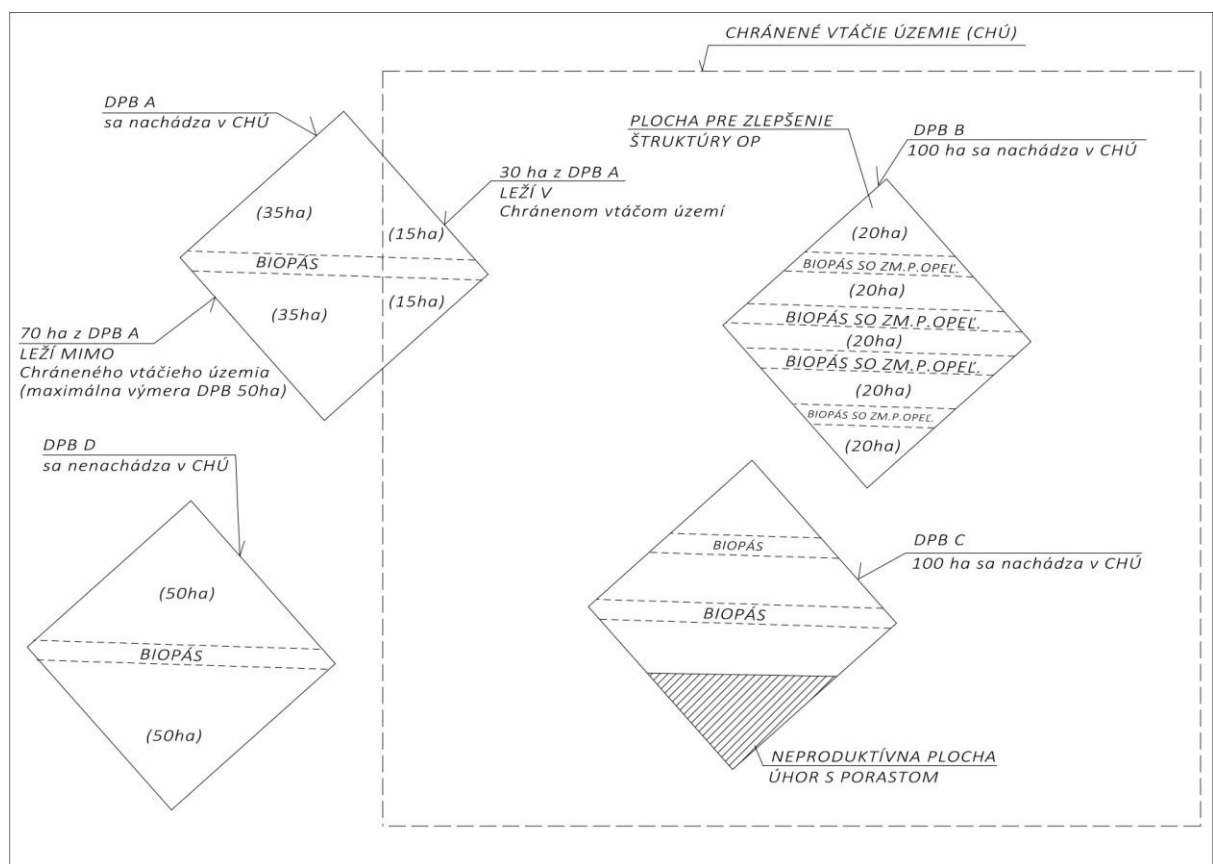 CHRÁNENÉ VTÁČIE ÚZEMIE (CHÚ)
DPB A
sa nachádza v CHÚ
30 ha z DPB A
LEŽÍ V
Chránenom vtáčom území
(35ha)
(15ha)
BIOPÁS
(35ha)
(15ha)
70 ha z DPB A
LEŽÍ MIMO
Chráneného vtáčieho územia
(maximálna výmera DPB 50ha)
PLOCHA PRE ZLEPŠENIE
ŠTRUKTÚRY OP
DPB B
100 ha sa nachádza v CHÚ
(20ha)
BIOPÁS SO ZM.P.OPEĽ.
(20ha)
BIOPÁS SO ZM.P.OPEĽ.
(20ha)
BIOPÁS SO ZM.P.OPEĽ.
(20ha)
BIOPÁS SO ZM.P.OPEĽ.
(20ha)
DPB D
sa nenachádza v CHÚ
(50ha)
BIOPÁS
(50ha)
BIOPÁS
BIOPÁS
DPB C
100 ha sa nachádza v CHÚ
NEPRODUKTÍVNA PLOCHA
ÚHOR S PORASTOM